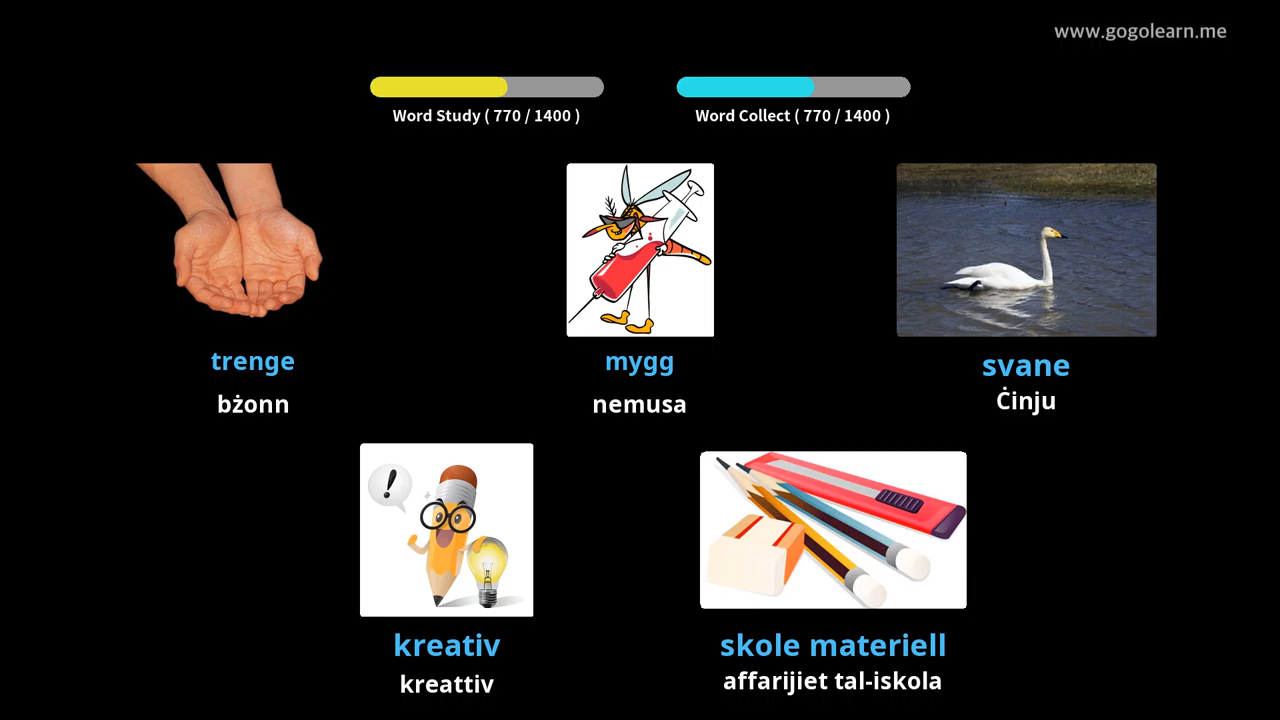 www.gogolearn.me
Word Study ( 770 / 1400 )
Word Collect ( 770 / 1400 )
trenge
bżonn
mygg
nemusa
svane
Ċinju
kreativ
kreattiv
skole materiell
affarijiet tal-iskola